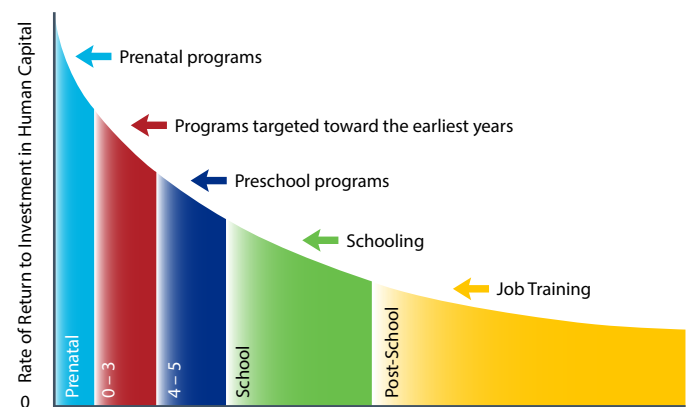 Rate of Return to Investment in Human Capital
Prenatal programs
Programs targeted toward the earliest years
Preschool programs
Schooling
Job Training
0
Prenatal
0 – 3
4 – 5
School
Post-School